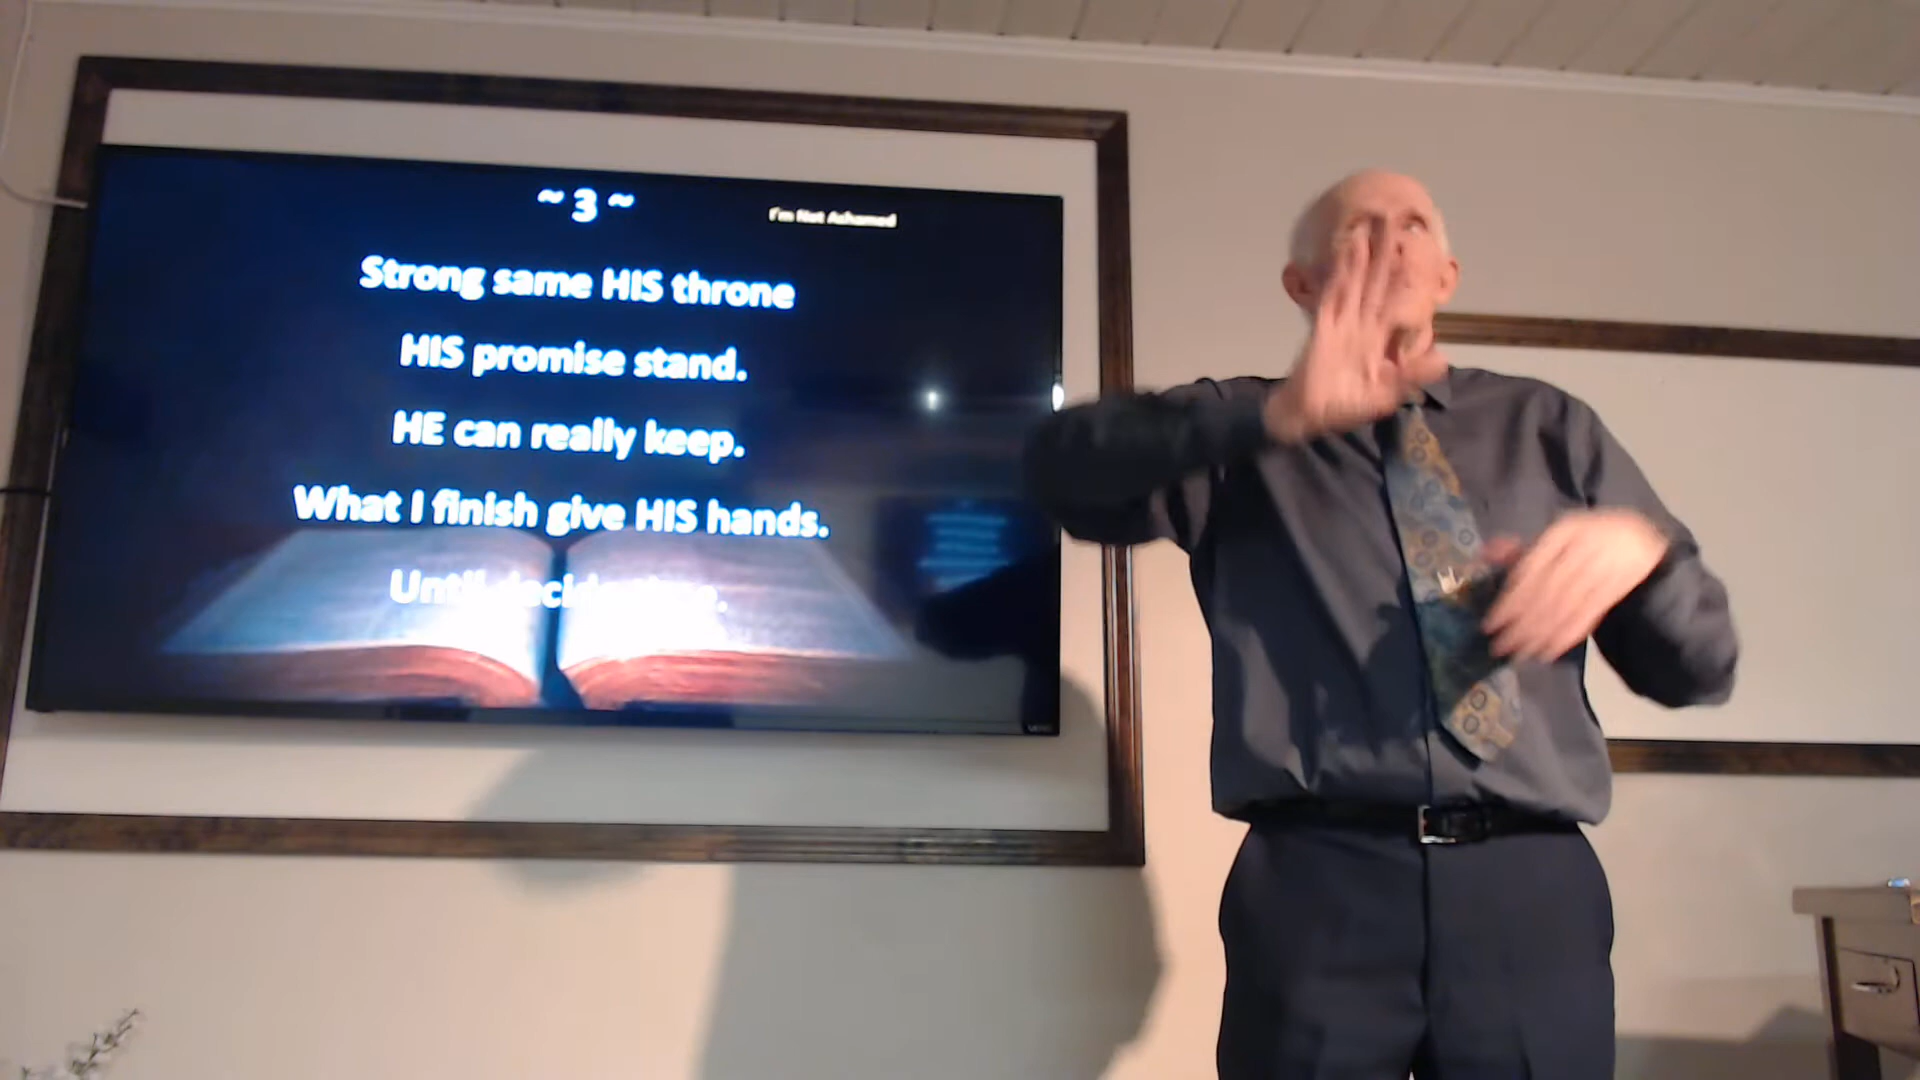 ~ 3 ~
I'm Not Ashamed
Strong same HIS throne
HIS promise stand.
HE can really keep.
What I finish give HIS hands.
Until